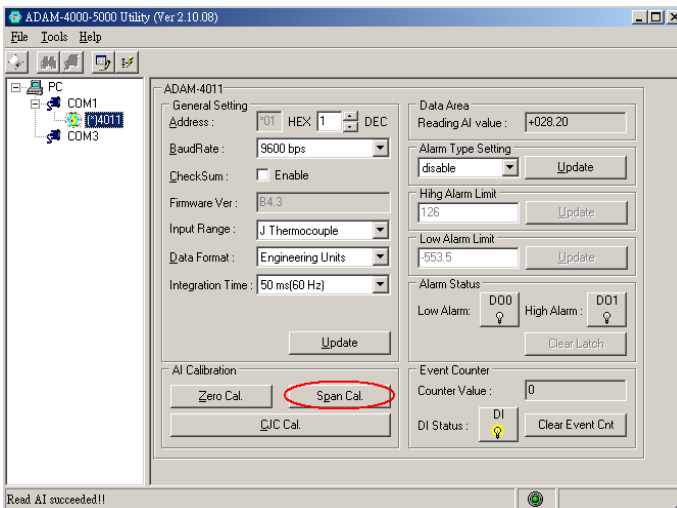 ADAM-4000-5000 Utility (Ver 2.10.08)
File Tools Help
PC
COM1
(*)4011
COM3
ADAM-4011
General Setting
Address : *01 HEX 1 DEC
BaudRate : 9600 bps
CheckSum : Enable
Firmware Ver : B4.3
Input Range : J Thermocouple
Data Format : Engineering Units
Integration Time : 50 ms(60 Hz)
Update
AI Calibration
Zero Cal. Span Cal.
CJC Cal.
Data Area
Reading AI value : +028.20
Alarm Type Setting
disable Update
Hihg Alarm Limit
126 Update
Low Alarm Limit
-553.5 Update
Alarm Status
Low Alarm: DO0 High Alarm : DO1
Clear Latch
Event Counter
Counter Value : 0
DI Status : DI Clear Event Cnt
Read AI succeeded!!